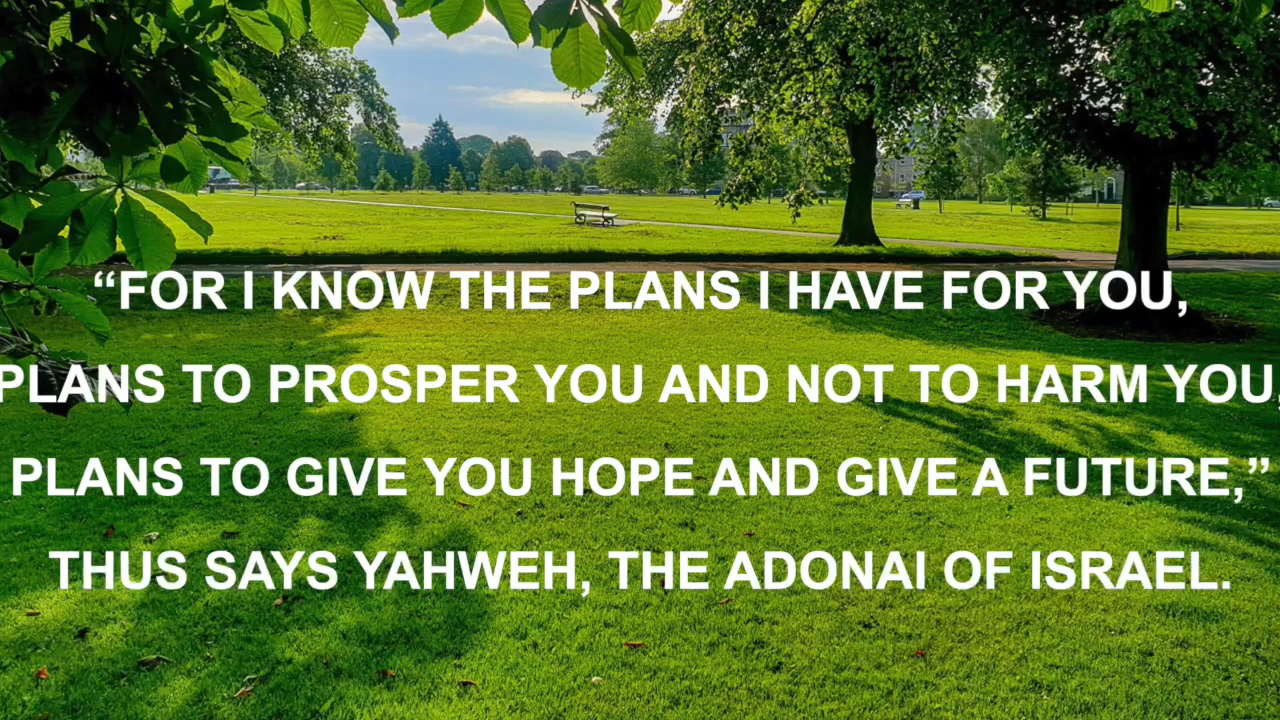 “FOR I KNOW THE PLANS I HAVE FOR YOU,
PLANS TO PROSPER YOU AND NOT TO HARM YOU,
PLANS TO GIVE YOU HOPE AND GIVE A FUTURE,”
THUS SAYS YAHWEH, THE ADONAI OF ISRAEL.